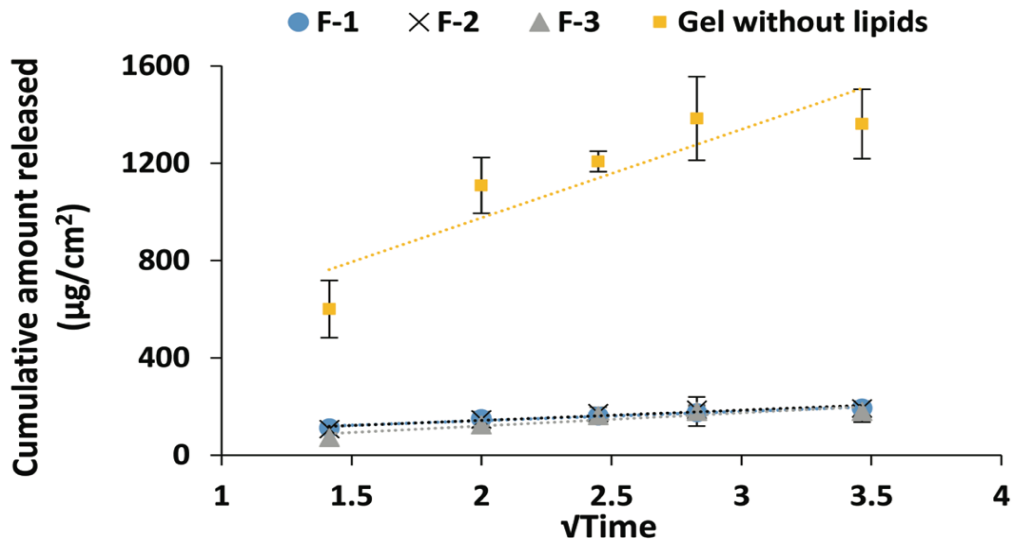 F-1 F-2 F-3 Gel without lipids
Cumulative amount released
(µg/cm²)
1600
1200
800
400
0
1 1.5 2 2.5 3 3.5 4
√Time